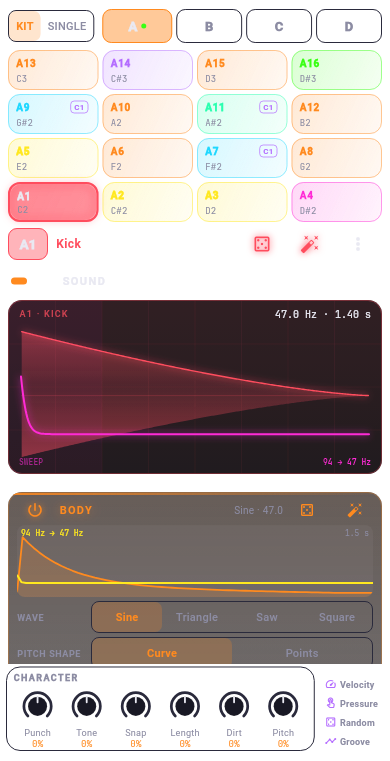 KIT SINGLE A B C D
A13 A14 A15 A16
C3 C#3 D3 D#3
A9 C1 A10 A11 C1 A12
G#2 A2 A#2 B2
A5 A6 A7 C1 A8
E2 F2 F#2 G2
A1 A2 A3 A4
C2 C#2 D2 D#2
A1 Kick
SOUND
A1 · KICK 47.0 Hz · 1.40 s
SWEEP 94 → 47 Hz
BODY Sine · 47.0
94 Hz → 47 Hz 1.5 s
WAVE Sine Triangle Saw Square
PITCH SHAPE Curve Points
CHARACTER
Punch Tone Snap Length Dirt Pitch
0% 0% 0% 0% 0% 0%
Velocity
Pressure
Random
Groove